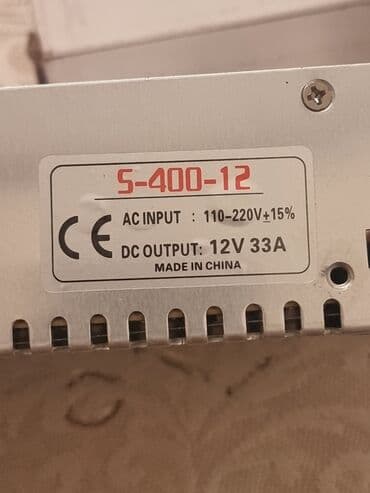 S-400-12
CE AC INPUT : 110-220V±15%
DC OUTPUT: 12V 33A
MADE IN CHINA